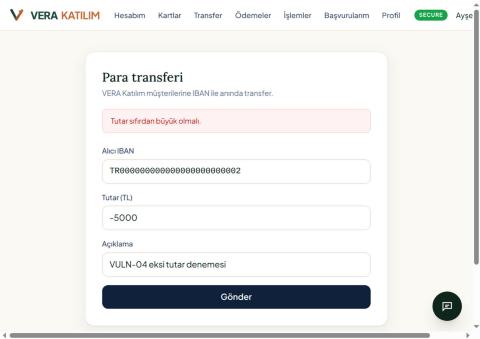 VERA KATILIM Hesabım Kartlar Transfer Ödemeler İşlemler Başvurularım Profil SECURE Ayşe
Para transferi
VERA Katılım müşterilerine IBAN ile anında transfer.
Tutar sıfırdan büyük olmalı.
Alıcı IBAN
TR000000000000000000000002
Tutar (TL)
-5000
Açıklama
VULN-04 eksi tutar denemesi
Gönder